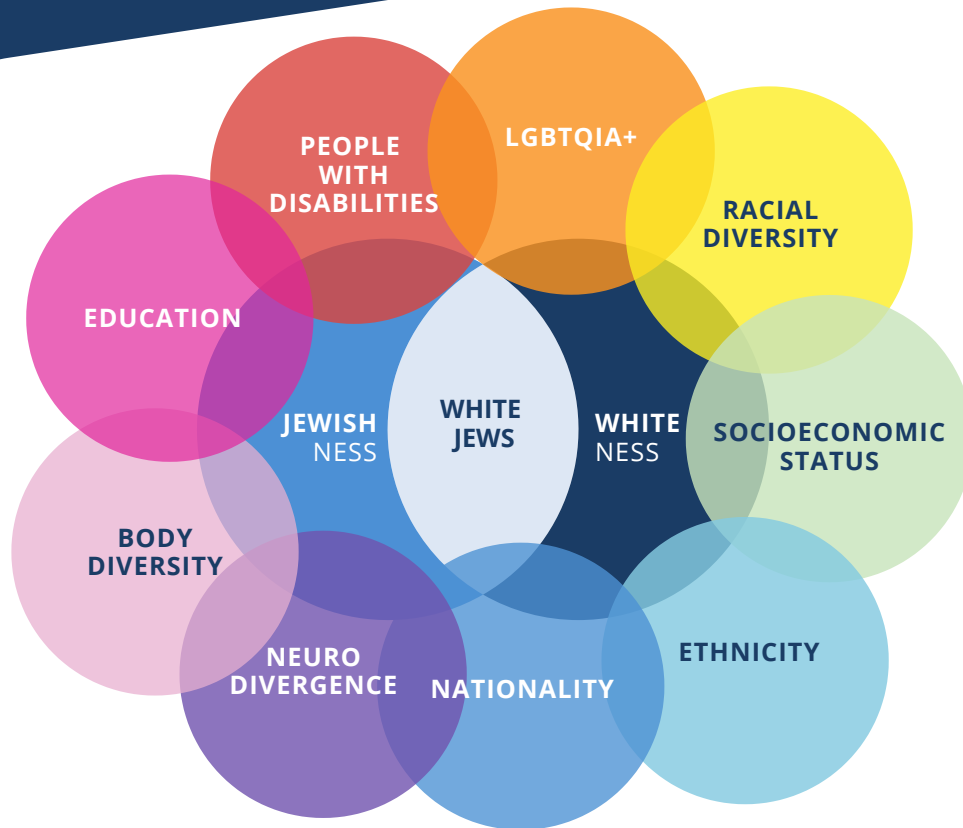 LGBTQIA+
PEOPLE
WITH
DISABILITIES
RACIAL
DIVERSITY
EDUCATION
JEWISH
NESS
WHITE
JEWS
WHITE
NESS
SOCIOECONOMIC
STATUS
BODY
DIVERSITY
NEURO
DIVERGENCE
NATIONALITY
ETHNICITY